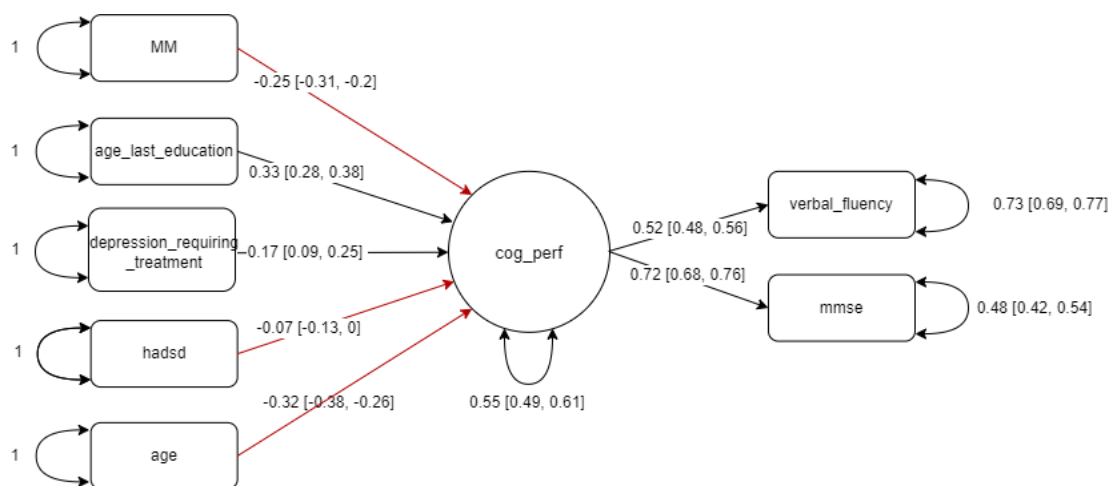 1
MM
-0.25 [-0.31, -0.2]
1
age_last_education
0.33 [0.28, 0.38]
1
depression_requiring
_treatment
0.17 [0.09, 0.25]
1
hadsd
-0.07 [-0.13, 0]
1
age
-0.32 [-0.38, -0.26]
cog_perf
0.55 [0.49, 0.61]
0.52 [0.48, 0.56]
verbal_fluency
0.73 [0.69, 0.77]
0.72 [0.68, 0.76]
mmse
0.48 [0.42, 0.54]